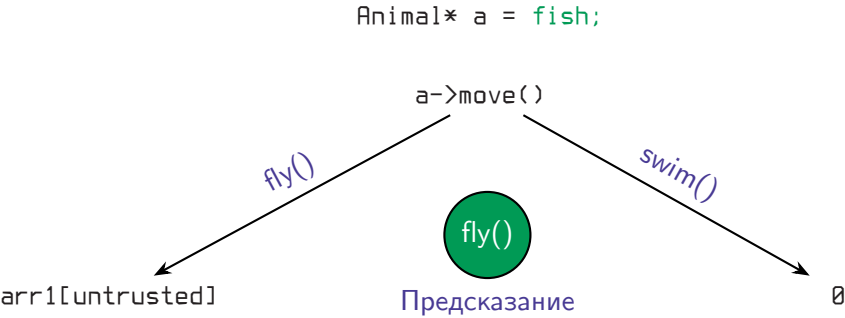 Animal* a = fish;
a->move()
fly()
swim()
fly()
arr1[untrusted]
Предсказание
0